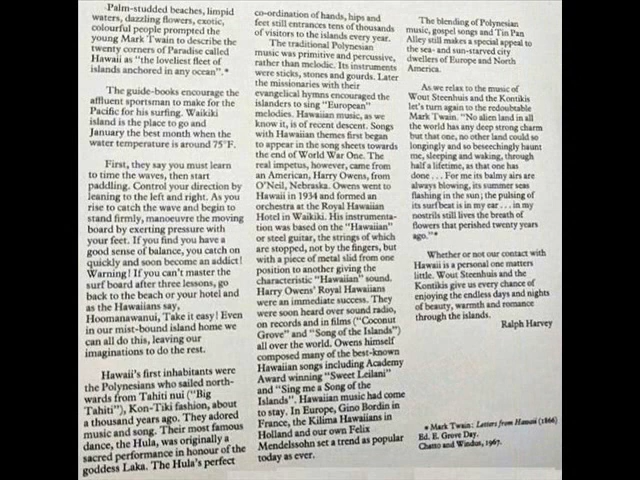 Palm-studded beaches, limpid
waters, dazzling flowers, exotic,
colourful people prompted the
young Mark Twain to describe the
twenty corners of Paradise called
Hawaii as "the loveliest fleet of
islands anchored in any ocean".*
The guide-books encourage the
affluent sportsman to make for the
Pacific for his surfing. Waikiki
island is the place to go and
January the best month when the
water temperature is around 75°F.
First, they say you must learn
to time the waves, then start
paddling. Control your direction by
leaning to the left and right. As you
rise to catch the wave and begin to
stand firmly, manoeuvre the moving
board by exerting pressure with
your feet. If you find you have a
good sense of balance, you catch on
quickly and soon become an addict!
Warning! If you can't master the
surf board after three lessons, go
back to the beach or your hotel and
as the Hawaiians say,
Hoomanawanui, Take it easy! Even
in our mist-bound island home we
can all do this, leaving our
imaginations to do the rest.
Hawaii's first inhabitants were
the Polynesians who sailed north-
wards from Tahiti nui ("Big
Tahiti"), Kon-Tiki fashion, about
a thousand years ago. They adored
music and song. Their most famous
dance, the Hula, was originally a
sacred performance in honour of the
goddess Laka. The Hula's perfect
co-ordination of hands, hips and
feet still entrances tens of thousands
of visitors to the islands every year.
The traditional Polynesian
music was primitive and percussive,
rather than melodic. Its instruments
were sticks, stones and gourds. Later
the missionaries with their
evangelical hymns encouraged the
islanders to sing "European"
melodies. Hawaiian music, as we
know it, is of recent descent. Songs
with Hawaiian themes first began
to appear in the song sheets towards
the end of World War One. The
real impetus, however, came from
an American, Harry Owens, from
O'Neil, Nebraska. Owens went to
Hawaii in 1934 and formed an
orchestra at the Royal Hawaiian
Hotel in Waikiki. His instrumenta-
tion was based on the "Hawaiian"
or steel guitar, the strings of which
are stopped, not by the fingers, but
with a piece of metal slid from one
position to another giving the
characteristic "Hawaiian" sound.
Harry Owens' Royal Hawaiians
were an immediate success. They
were soon heard over sound radio,
on records and in films ("Coconut
Grove" and "Song of the Islands")
all over the world. Owens himself
composed many of the best-known
Hawaiian songs including Academy
Award winning "Sweet Leilani"
and "Sing me a Song of the
Islands". Hawaiian music had come
to stay. In Europe, Gino Bordin in
France, the Kilima Hawaiians in
Holland and our own Felix
Mendelssohn set a trend as popular
today as ever.
The blending of Polynesian
music, gospel songs and Tin Pan
Alley still makes a special appeal to
the sea- and sun-starved city
dwellers of Europe and North
America.
As we relax to the music of
Wout Steenhuis and the Kontikis
let's turn again to the redoubtable
Mark Twain. "No alien land in all
the world has any deep strong charm
but that one, no other land could so
longingly and so beseechingly haunt
me, sleeping and waking, through
half a lifetime, as that one has
done . . . For me its balmy airs are
always blowing, its summer seas
flashing in the sun; the pulsing of
its surf beat is in my ear . . . in my
nostrils still lives the breath of
flowers that perished twenty years
ago."*
Whether or not our contact with
Hawaii is a personal one matters
little. Wout Steenhuis and the
Kontikis give us every chance of
enjoying the endless days and nights
of beauty, warmth and romance
through the islands.
Ralph Harvey
* Mark Twain: Letters from Hawaii (1866)
Ed. E. Grove Day.
Chatto and Windus, 1967.